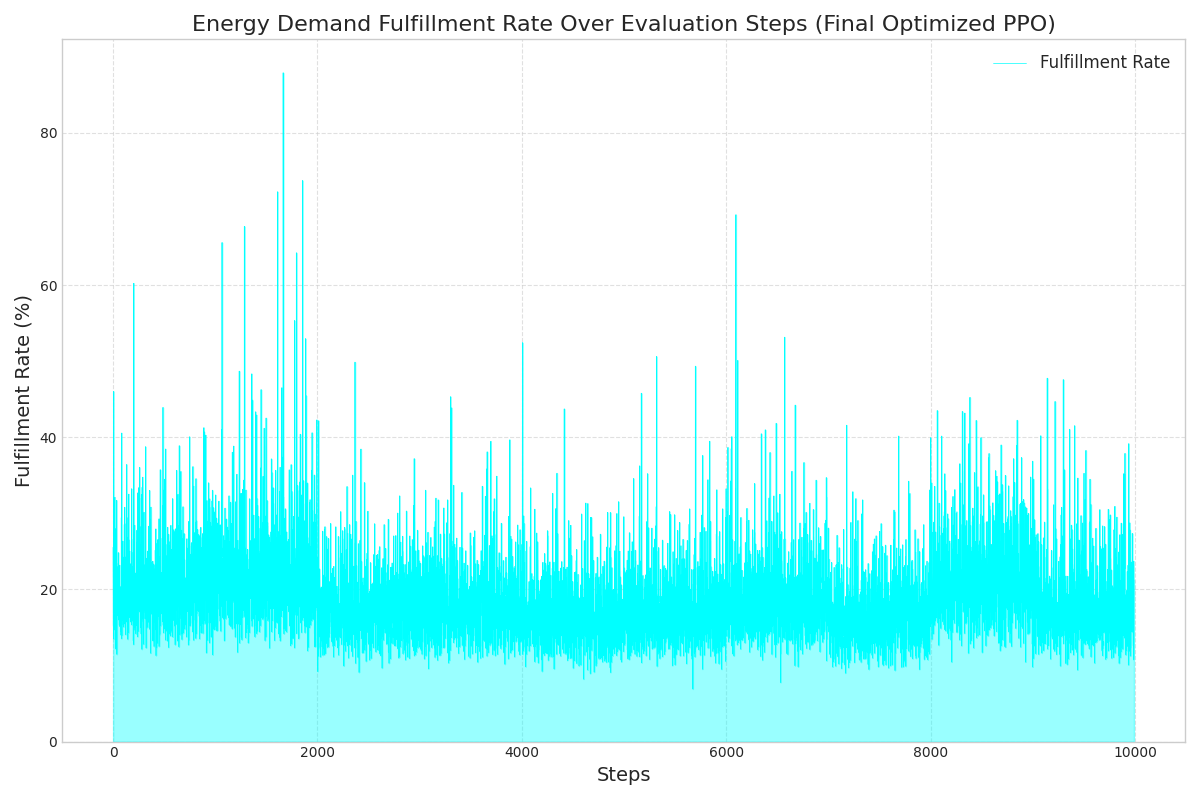 Energy Demand Fulfillment Rate Over Evaluation Steps (Final Optimized PPO)
Fulfillment Rate
Fulfillment Rate (%)
80
60
40
20
0
0 2000 4000 6000 8000 10000
Steps